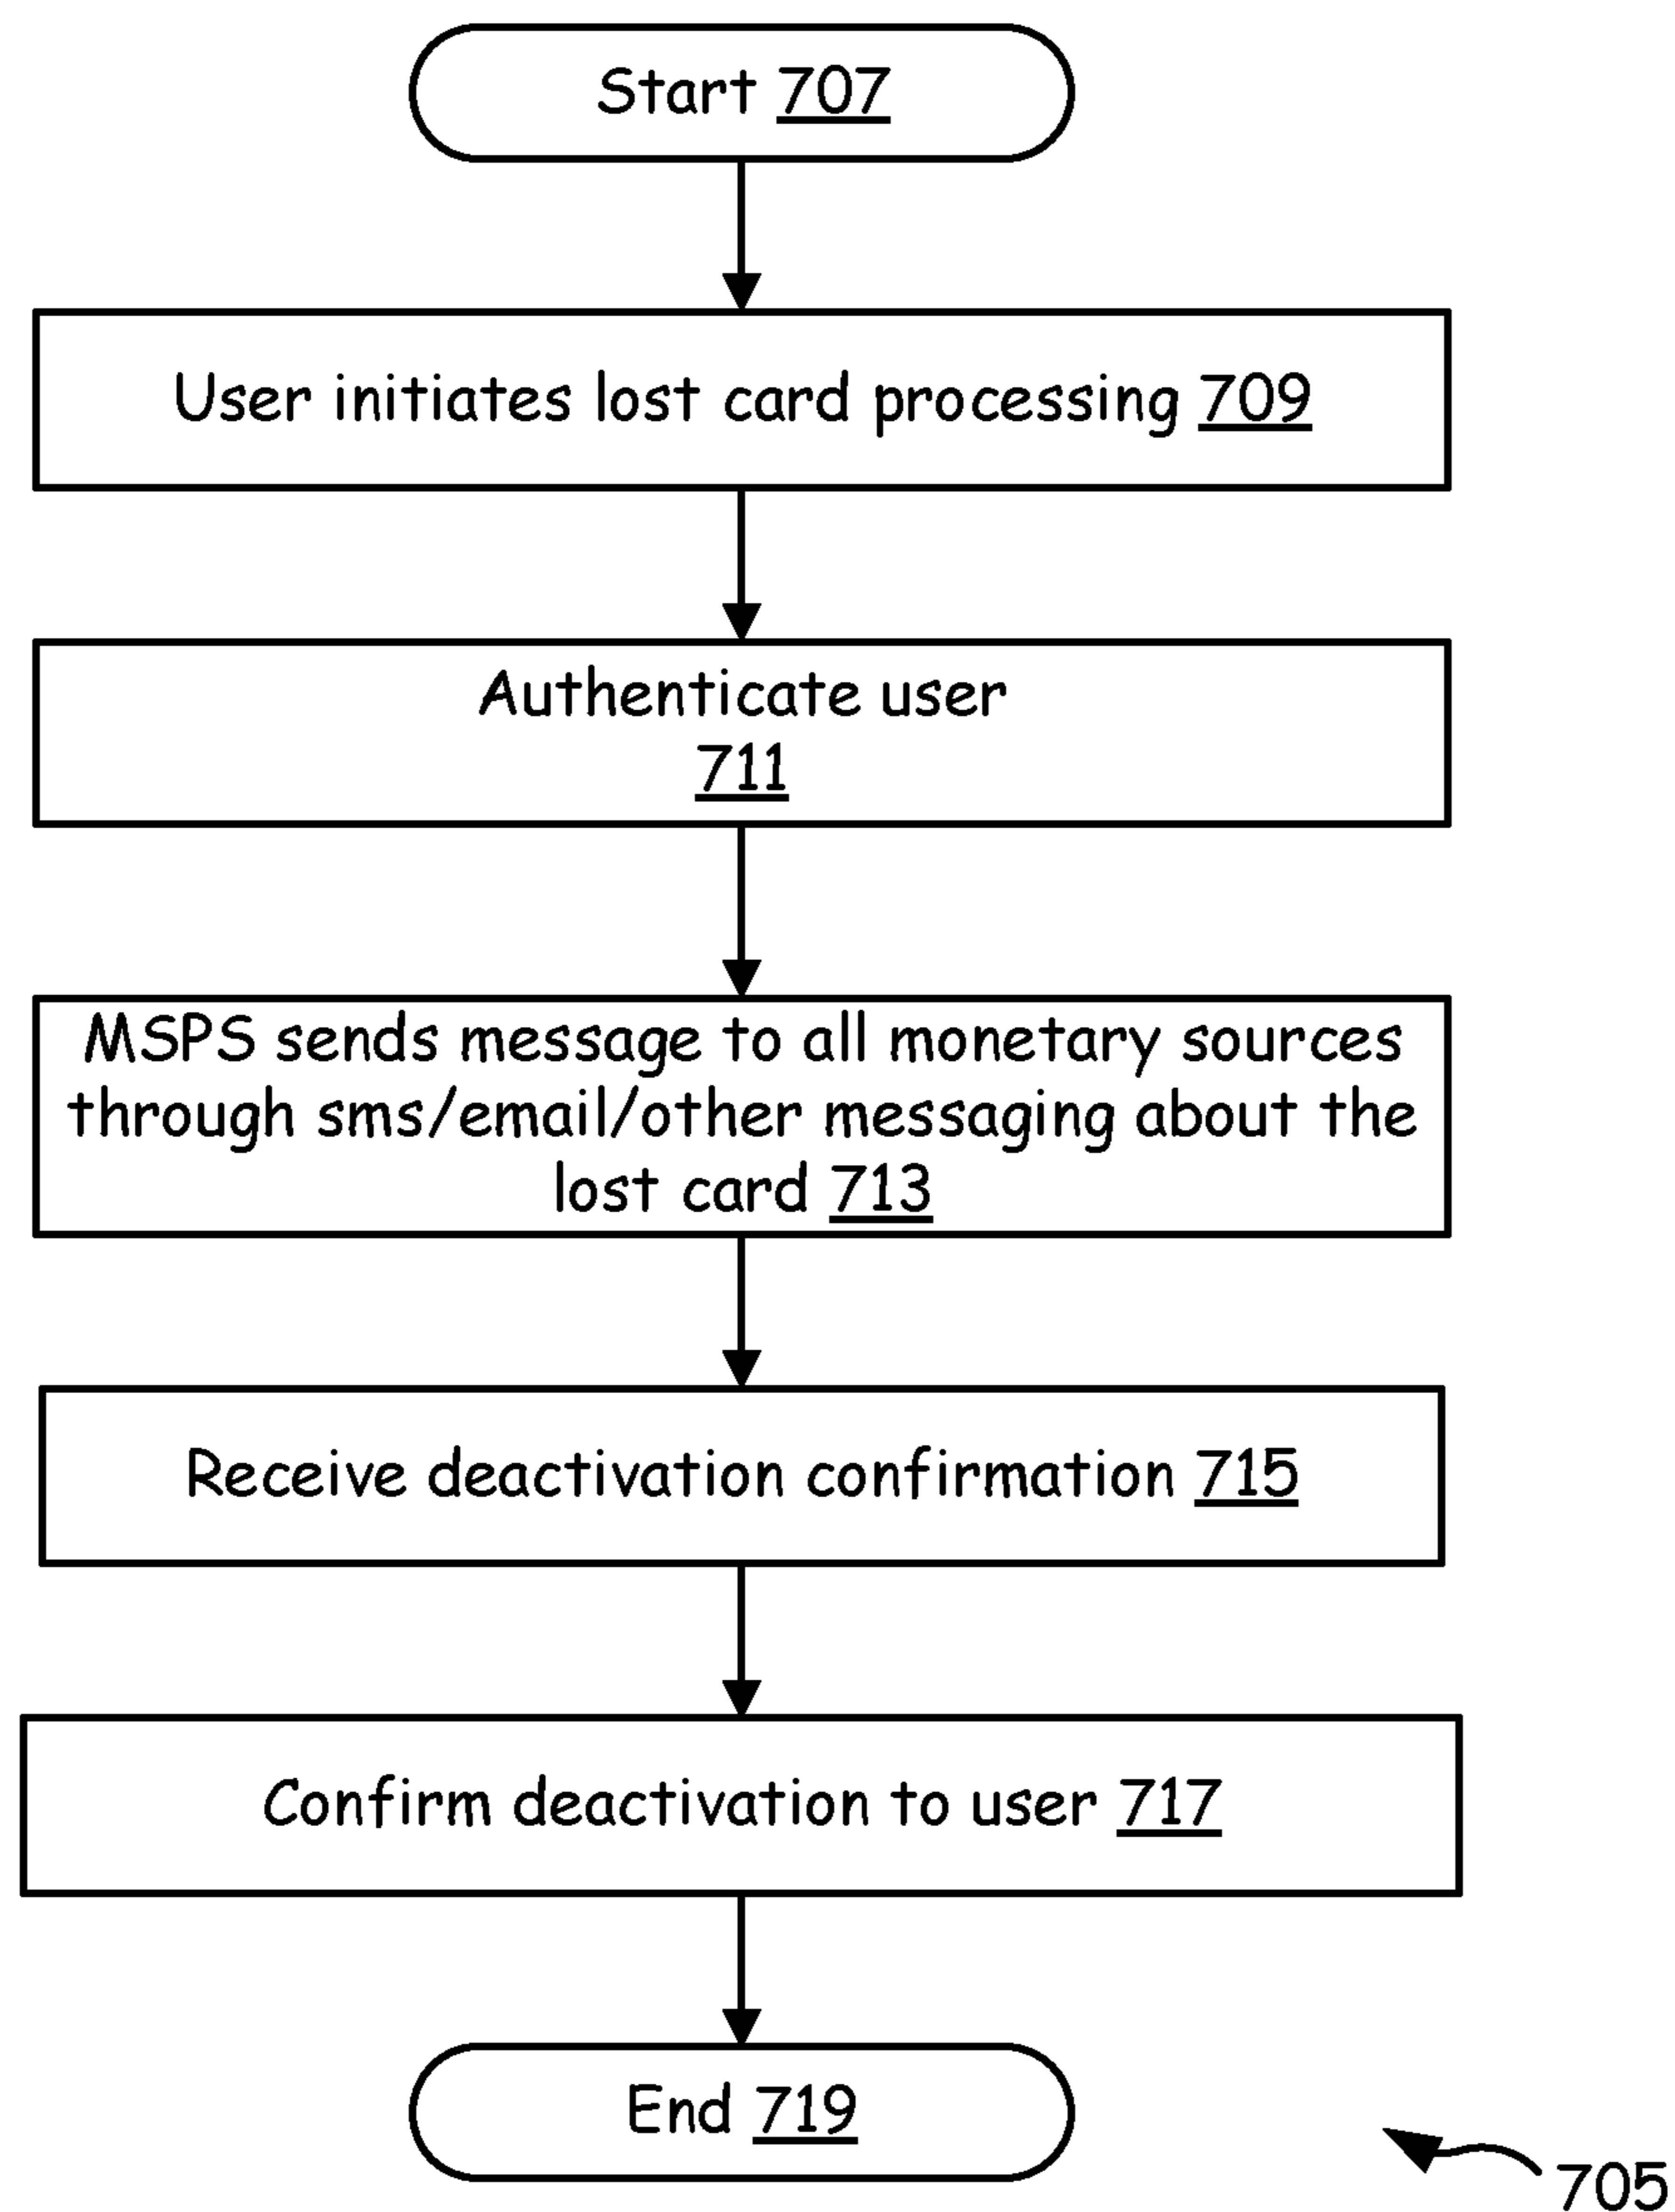 Start 707
User initiates lost card processing 709
Authenticate user
711
MSPS sends message to all monetary sources
through sms/email/other messaging about the
lost card 713
Receive deactivation confirmation 715
Confirm deactivation to user 717
End 719
705